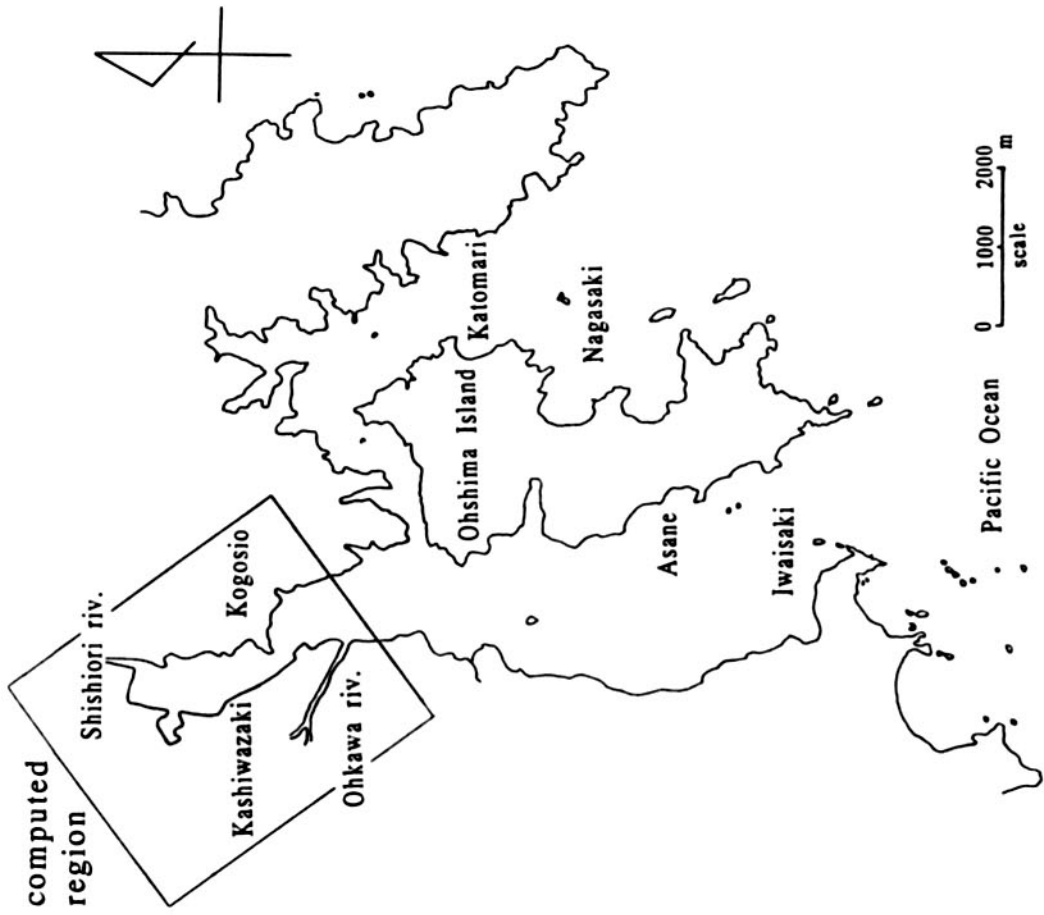 computed
region
Shishiori riv.
Kogosio
Kashiwazaki
Ohkawa riv.
Ohshima Island
Katomari
Nagasaki
Asane
Iwaisaki
Pacific Ocean
0 1000 2000
m
scale